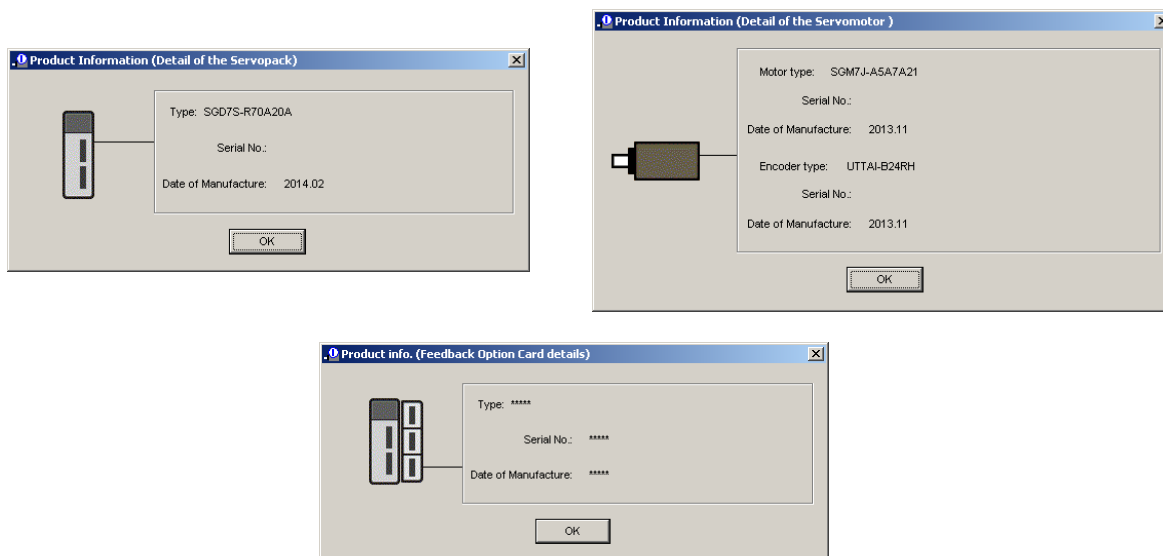 Product Information (Detail of the Servopack)
Type: SGD7S-R70A20A
Serial No.:
Date of Manufacture: 2014.02
OK
Product Information (Detail of the Servomotor )
Motor type: SGM7J-A5A7A21
Serial No.:
Date of Manufacture: 2013.11
Encoder type: UTTAI-B24RH
Serial No.:
Date of Manufacture: 2013.11
OK
Product info. (Feedback Option Card details)
Type: *****
Serial No.: *****
Date of Manufacture: *****
OK